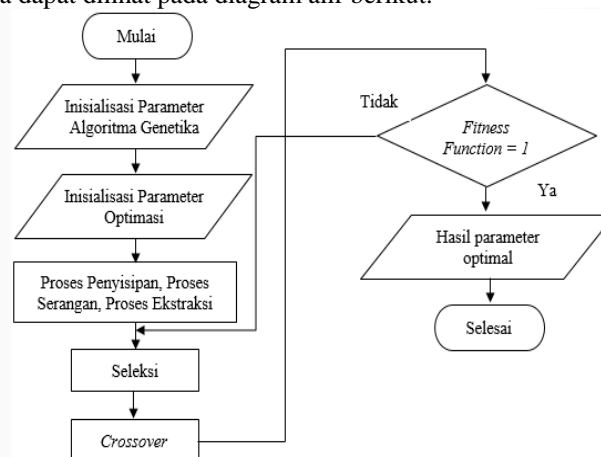 a dapat dilihat pada diagram alir berikut:
Mulai
Inisialisasi Parameter
Algoritma Genetika
Inisialisasi Parameter
Optimasi
Proses Penyisipan, Proses
Serangan, Proses Ekstraksi
Seleksi
Crossover
Tidak
Fitness
Function = 1
Ya
Hasil parameter
optimal
Selesai